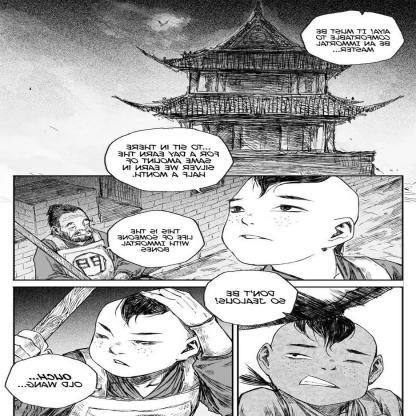 AIYA! IT MUST BE
COMFORTABLE TO
BE AN IMMORTAL
MASTER...
...TO SIT IN THERE
FOR A DAY EARN THE
SAME AMOUNT OF
SILVER WE EARN IN
HALF A MONTH.
THIS IS THE
LIFE OF SOMEONE
WITH IMMORTAL
BONES
DON'T BE
SO JEALOUS!
OUCH...
OLD WANG...